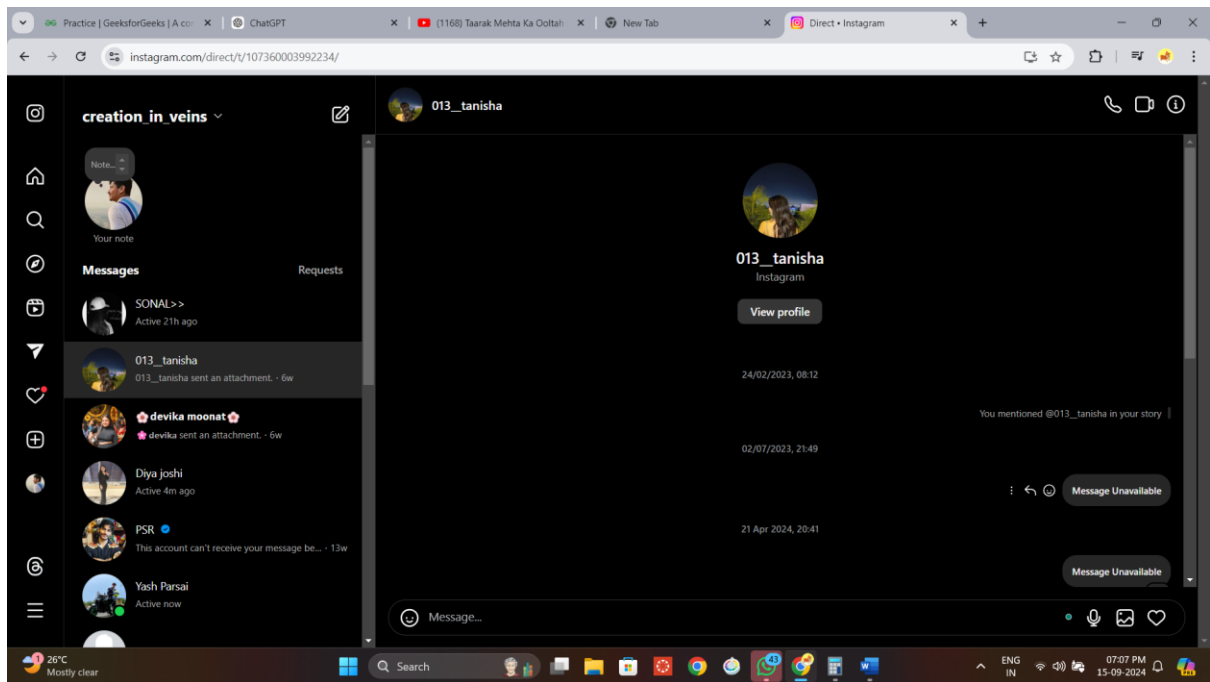 Practice | GeeksforGeeks | A co
ChatGPT
(1168) Taarak Mehta Ka Ooltah
New Tab
Direct • Instagram
instagram.com/direct/t/107360003992234/
creation_in_veins
Note...
Your note
Messages
Requests
SONAL>>
Active 21h ago
013__tanisha
013__tanisha sent an attachment. · 6w
🌸devika moonat🌸
🌸devika sent an attachment. · 6w
Diya joshi
Active 4m ago
PSR
This account can't receive your message be... · 13w
Yash Parsai
Active now
013__tanisha
013__tanisha
Instagram
View profile
24/02/2023, 08:12
You mentioned @013__tanisha in your story
02/07/2023, 21:49
Message Unavailable
21 Apr 2024, 20:41
Message Unavailable
Message...
1
26°C
Mostly clear
Search
43
ENG
IN
07:07 PM
15-09-2024